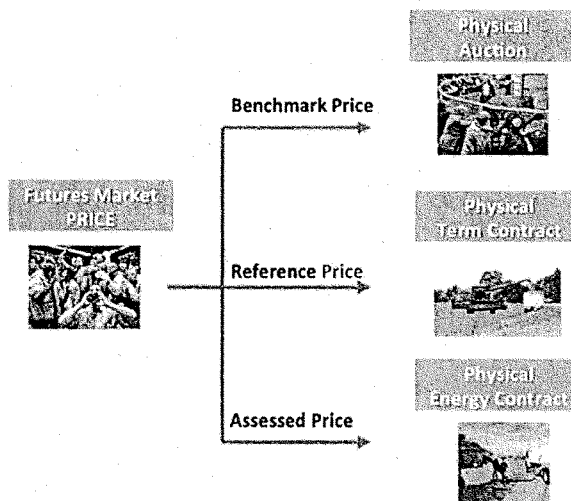 Physical
Auction
Benchmark Price
Futures Market
PRICE
Physical
Term Contract
Reference Price
Physical
Energy Contract
Assessed Price